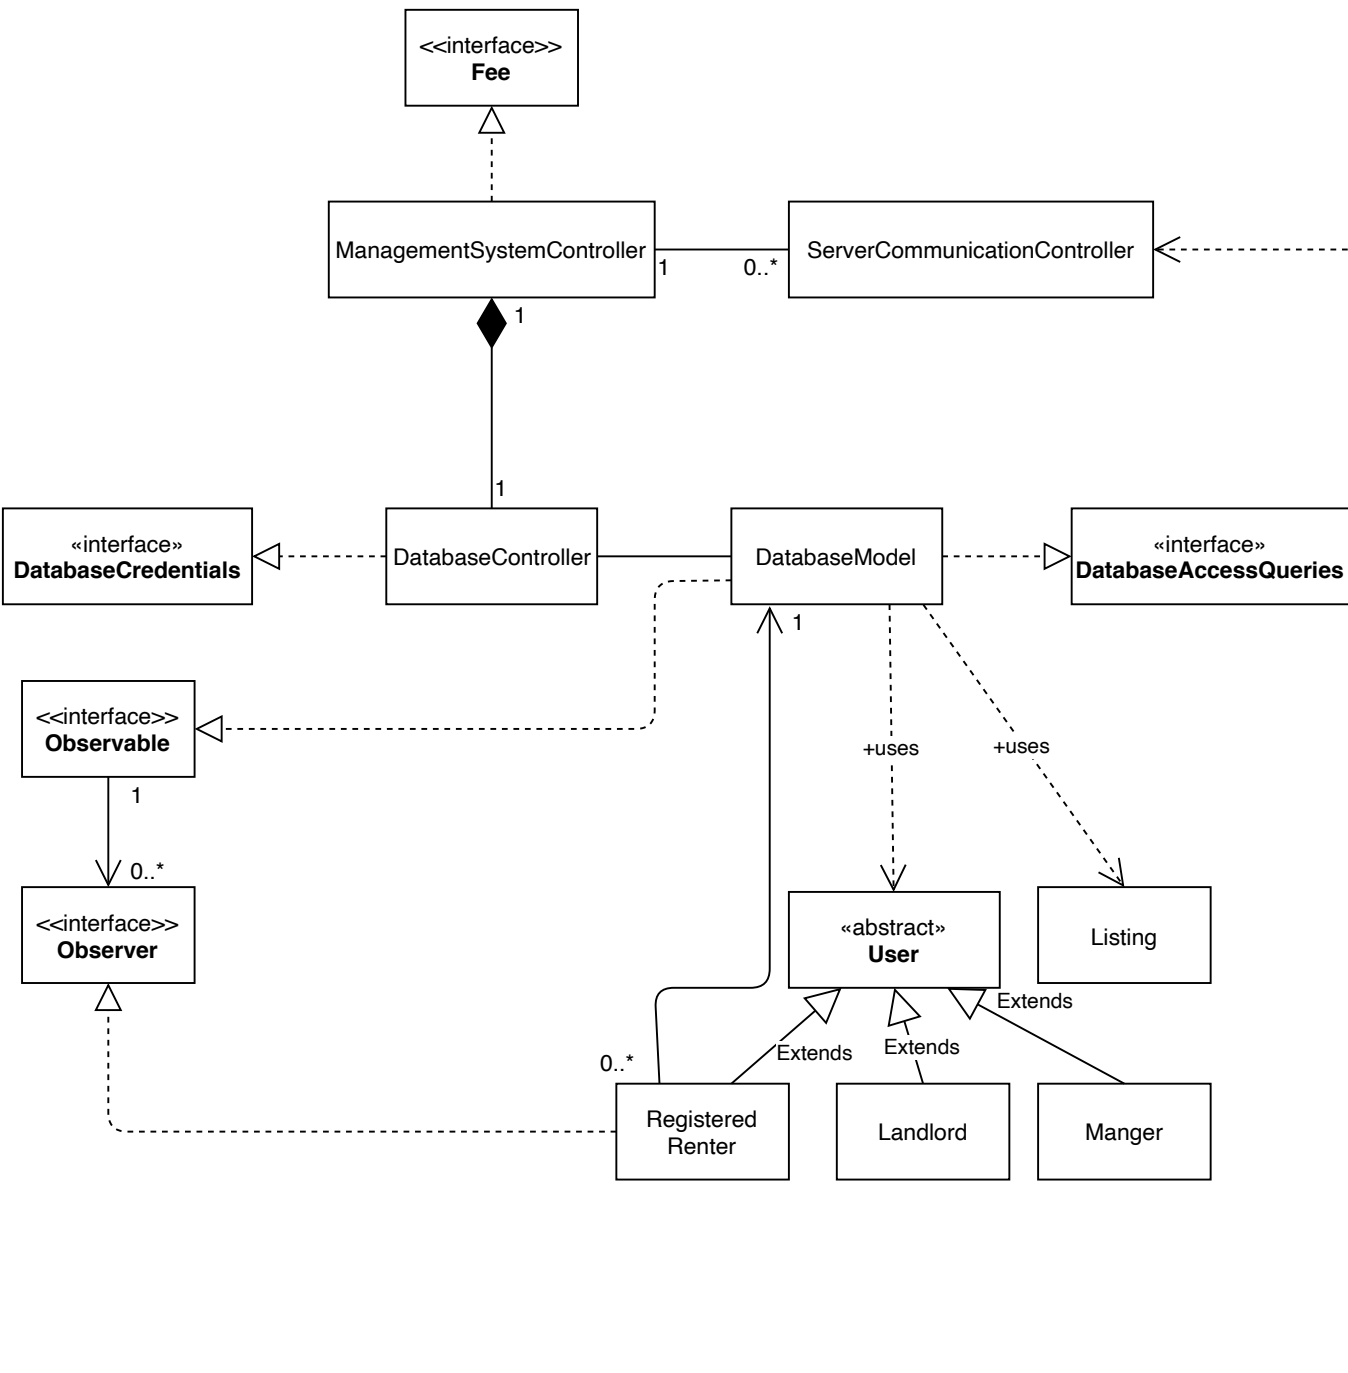 <<interface>>
Fee
ManagementSystemController
ServerCommunicationController
1
0..*
1
1
«interface»
DatabaseCredentials
DatabaseController
DatabaseModel
«interface»
DatabaseAccessQueries
1
<<interface>>
Observable
+uses
+uses
1
0..*
<<interface>>
Observer
«abstract»
User
Listing
Extends
Extends
Extends
0..*
Registered
Renter
Landlord
Manger